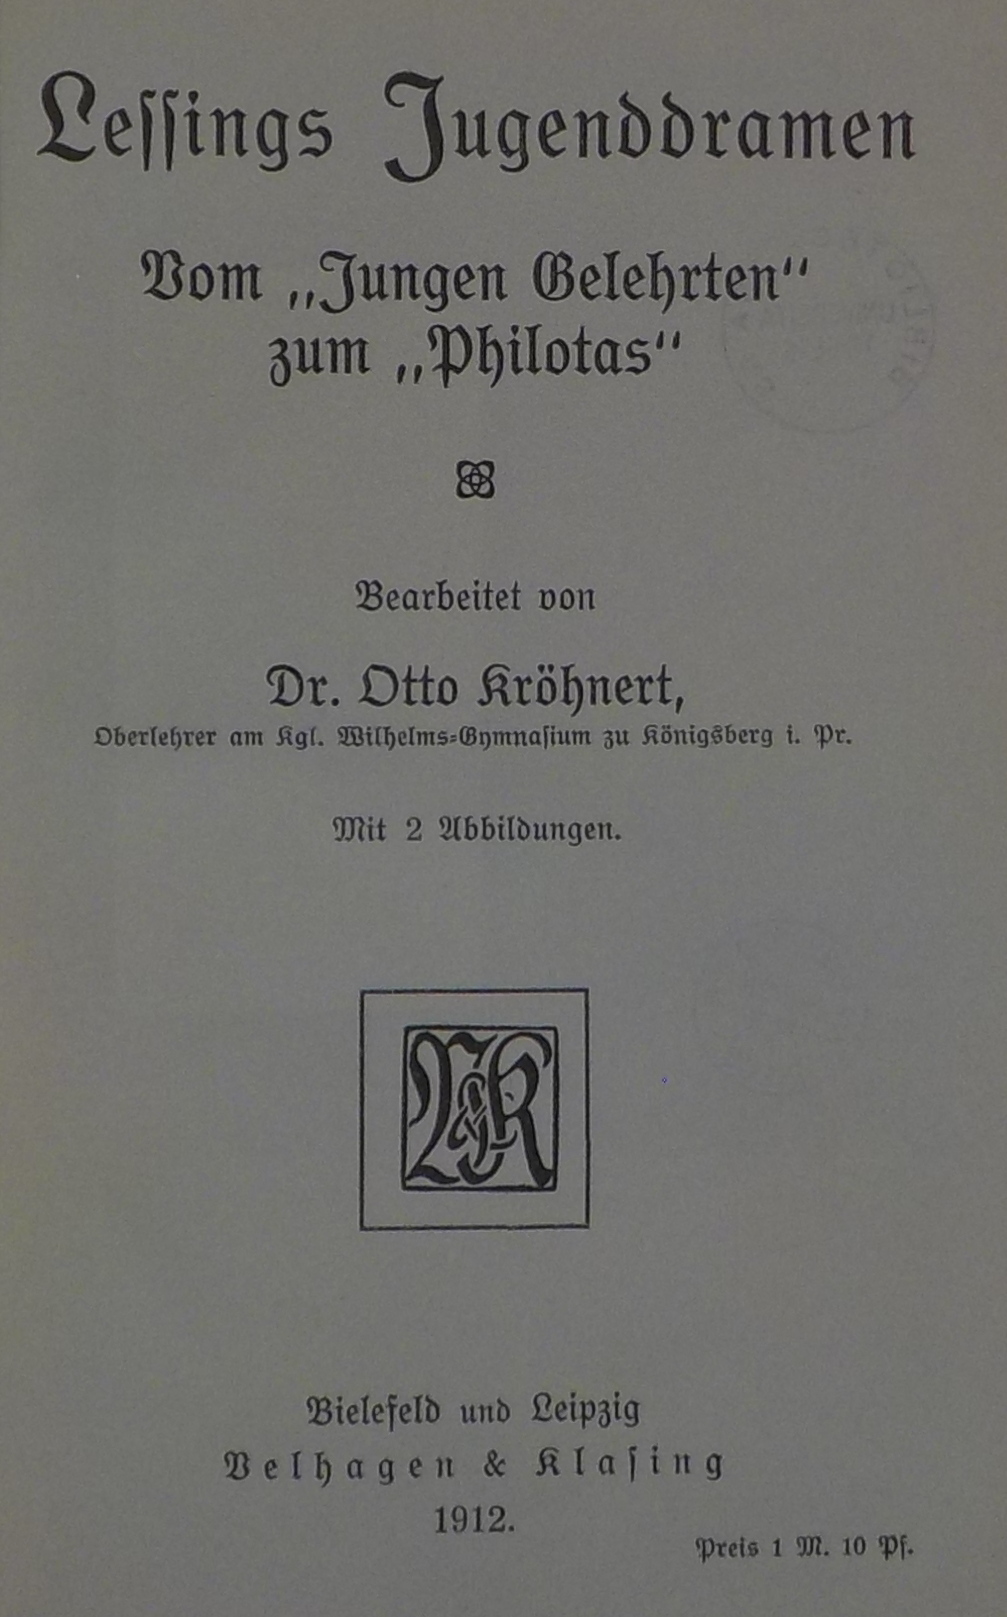 Lessings Jugenddramen
Vom „Jungen Gelehrten“
zum „Philotas“
Bearbeitet von
Dr. Otto Kröhnert,
Oberlehrer am Kgl. Wilhelms-Gymnasium zu Königsberg i. Pr.
Mit 2 Abbildungen.
V&K
Bielefeld und Leipzig
Velhagen & Klasing
1912.
Preis 1 M. 10 Pf.